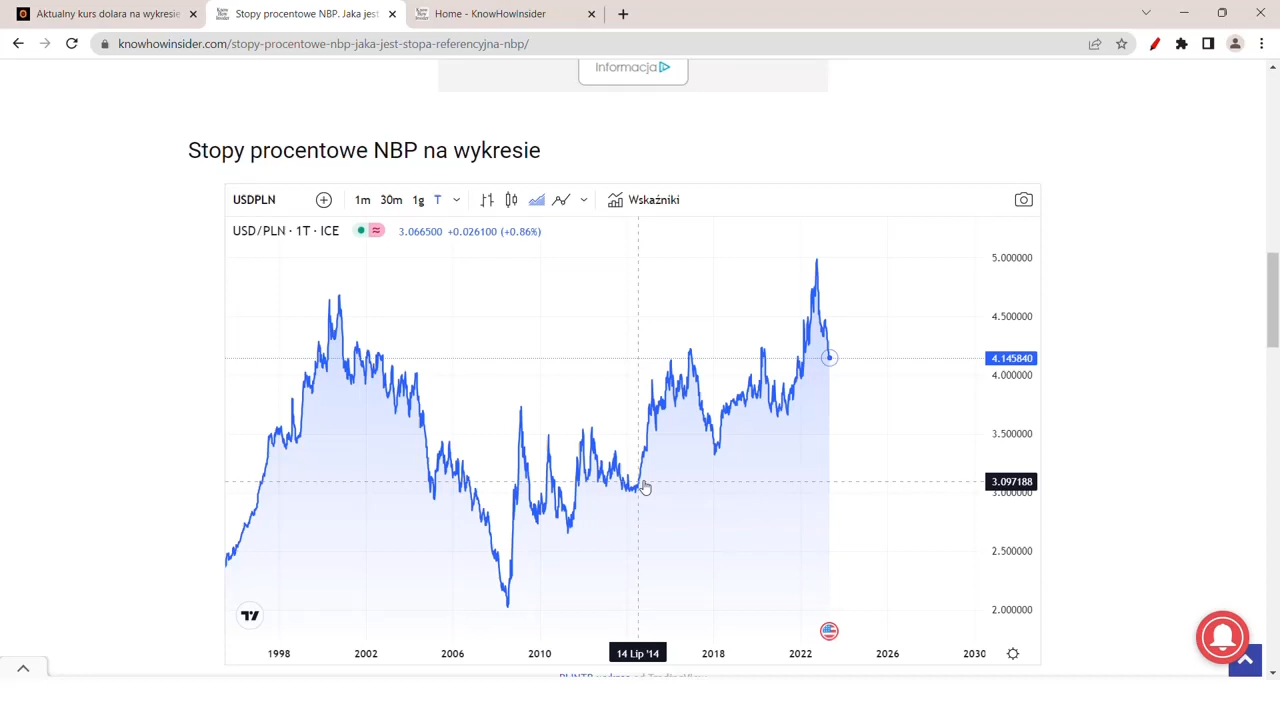 Aktualny kurs dolara na wykresie
Stopy procentowe NBP. Jaka jest
Home - KnowHowInsider
knowhowinsider.com/stopy-procentowe-nbp-jaka-jest-stopa-referencyjna-nbp/
Informacja
Stopy procentowe NBP na wykresie
USDPLN 1m 30m 1g T Wskaźniki
USD/PLN · 1T · ICE 3.066500 +0.026100 (+0.86%)
5.000000
4.500000
4.145840
4.000000
3.500000
3.097188
3.000000
2.500000
2.000000
1998 2002 2006 2010 14 Lip '14 2018 2022 2026 2030